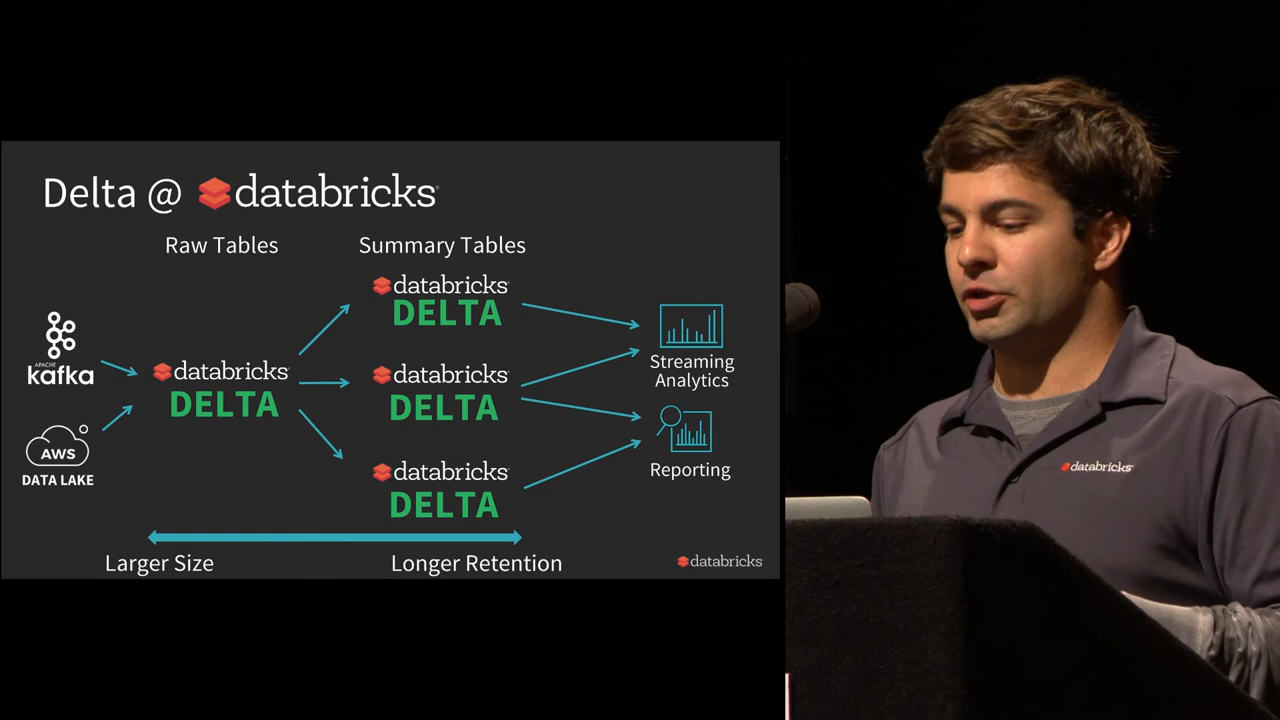 Delta @ databricks
Raw Tables
Summary Tables
databricks
DELTA
APACHE
kafka
databricks
DELTA
databricks
DELTA
AWS
DATA LAKE
databricks
DELTA
Streaming
Analytics
Reporting
Larger Size
Longer Retention
databricks
databricks